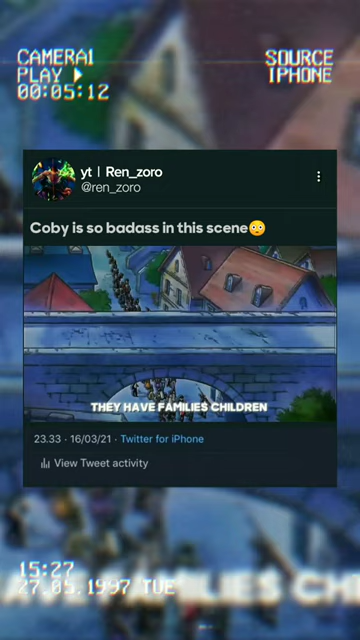 CAMERA1
PLAY
00:05:12
SOURCE
IPHONE
yt | Ren_zoro
@ren_zoro
Coby is so badass in this scene😳
THEY HAVE FAMILIES CHILDREN
23.33 · 16/03/21 · Twitter for iPhone
View Tweet activity
15:27
27.05.1997 TUE